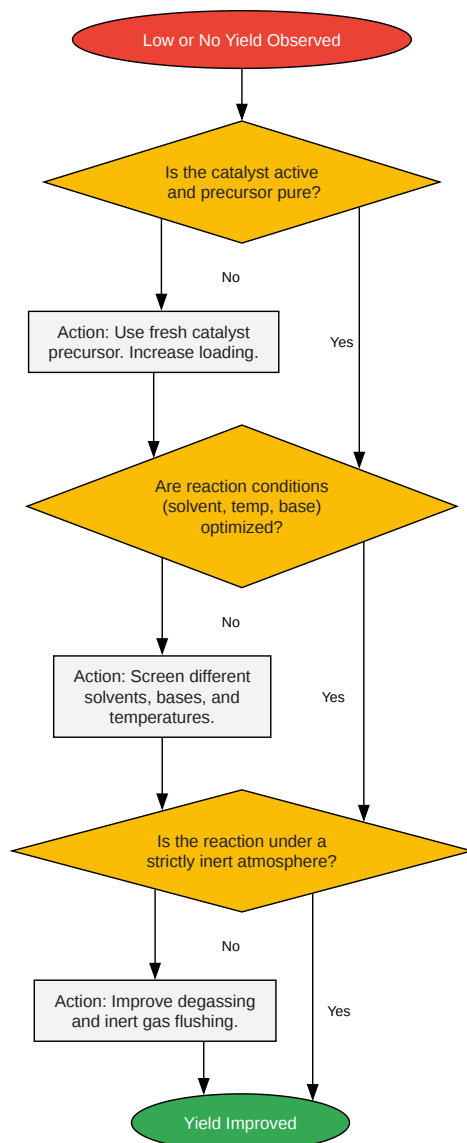 Low or No Yield Observed
Is the catalyst active
and precursor pure?
No
Action: Use fresh catalyst
precursor. Increase loading.
Yes
Are reaction conditions
(solvent, temp, base)
optimized?
No
Action: Screen different
solvents, bases, and
temperatures.
Yes
Is the reaction under a
strictly inert atmosphere?
No
Action: Improve degassing
and inert gas flushing.
Yes
Yield Improved